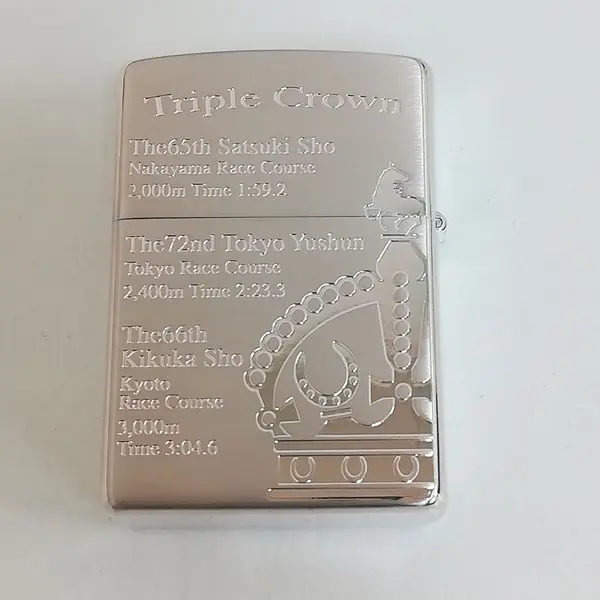 Triple Crown
The65th Satsuki Sho
Nakayama Race Course
2,000m Time 1:59.2
The72nd Tokyo Yushun
Tokyo Race Course
2,400m Time 2:23.3
The66th
Kikuka Sho
Kyoto
Race Course
3,000m
Time 3:04.6